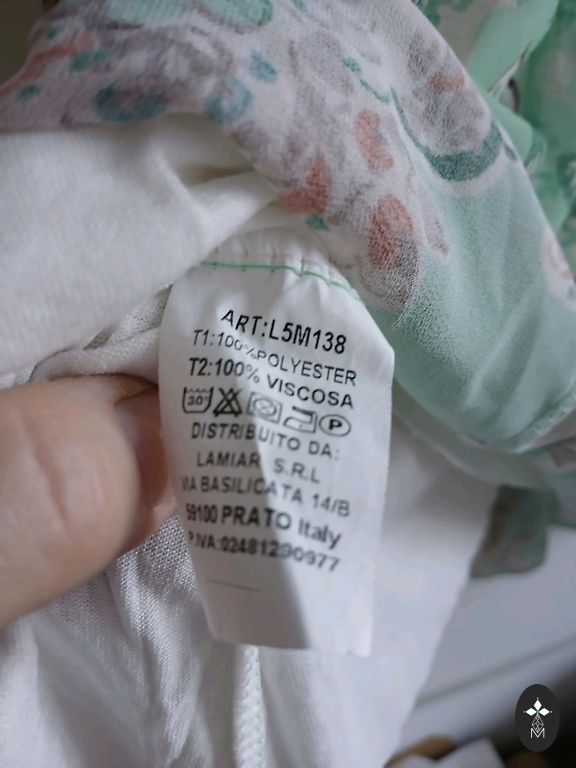 ART:L5M138
T1:100%POLYESTER
T2:100% VISCOSA
30° P
DISTRIBUITO DA:
LAMIAR S.R.L
VIA BASILICATA 14/B
59100 PRATO Italy
P.IVA:02481290977
M